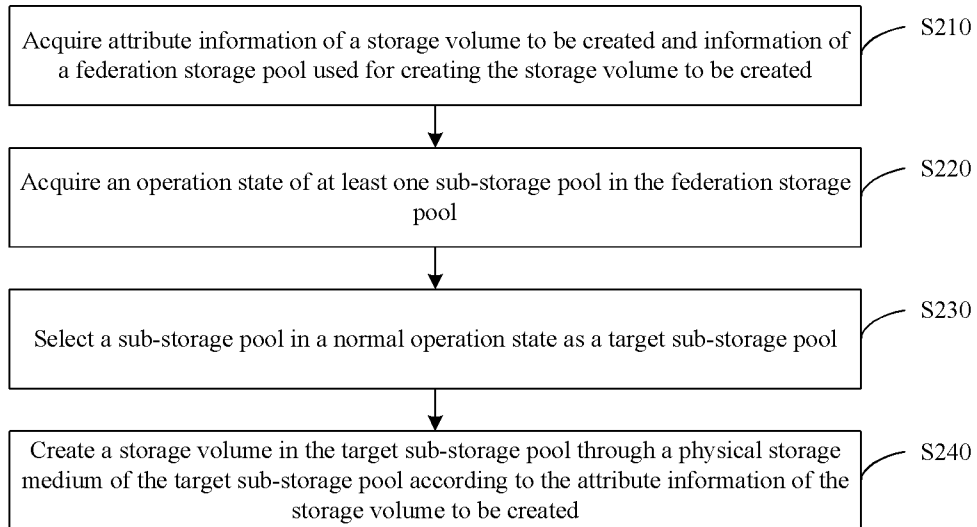 Acquire attribute information of a storage volume to be created and information of
a federation storage pool used for creating the storage volume to be created
S210
Acquire an operation state of at least one sub-storage pool in the federation storage
pool
S220
Select a sub-storage pool in a normal operation state as a target sub-storage pool
S230
Create a storage volume in the target sub-storage pool through a physical storage
medium of the target sub-storage pool according to the attribute information of the
storage volume to be created
S240